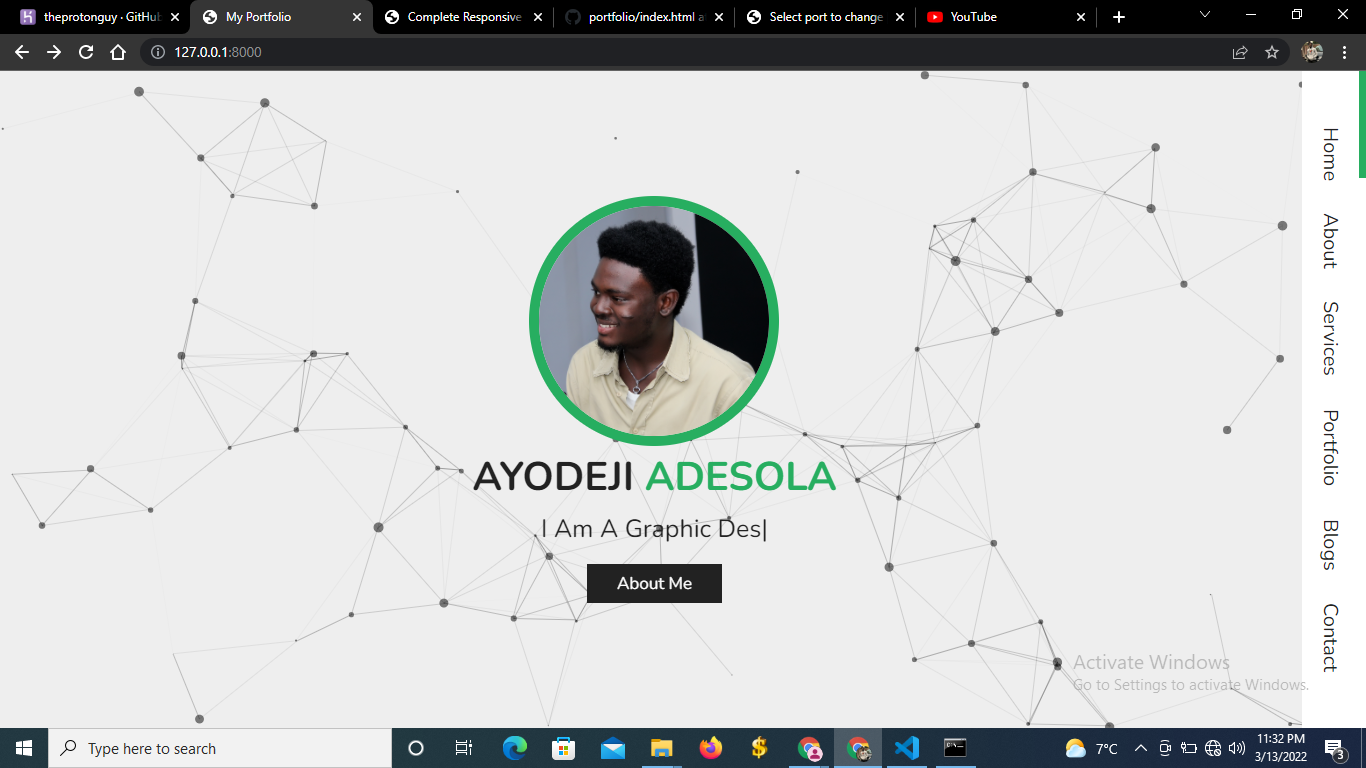 theprotonguy · GitHub
My Portfolio
Complete Responsive
portfolio/index.html a
Select port to change
YouTube
127.0.0.1:8000
Home
About
Services
Portfolio
Blogs
Contact
AYODEJI ADESOLA
I Am A Graphic Des|
About Me
Activate Windows
Go to Settings to activate Windows.
Type here to search
7°C
11:32 PM
3/13/2022
3